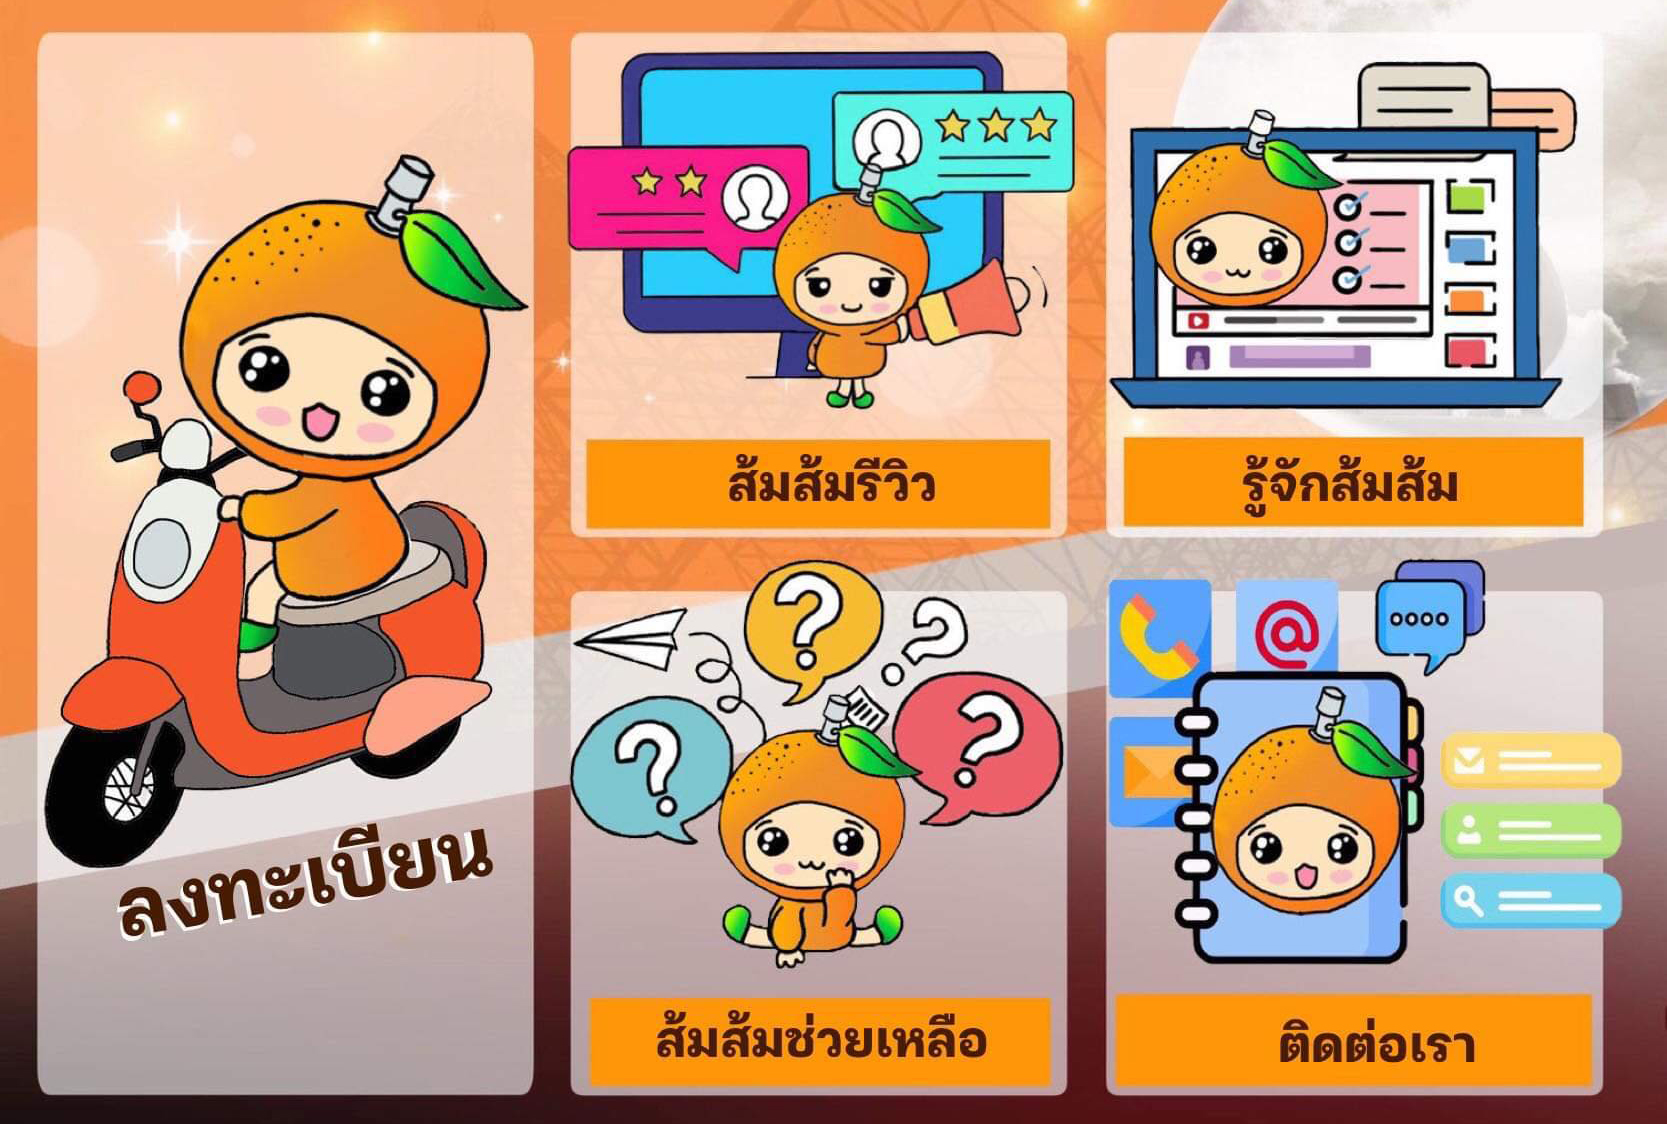 ส้มส้มรีวิว
รู้จักส้มส้ม
ลงทะเบียน
ส้มส้มช่วยเหลือ
ติดต่อเรา